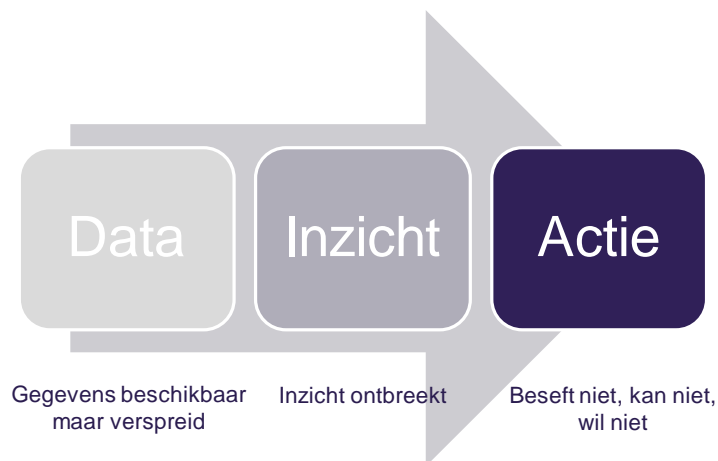 Data
Inzicht
Actie
Gegevens beschikbaar
maar verspreid
Inzicht ontbreekt
Beseft niet, kan niet,
wil niet